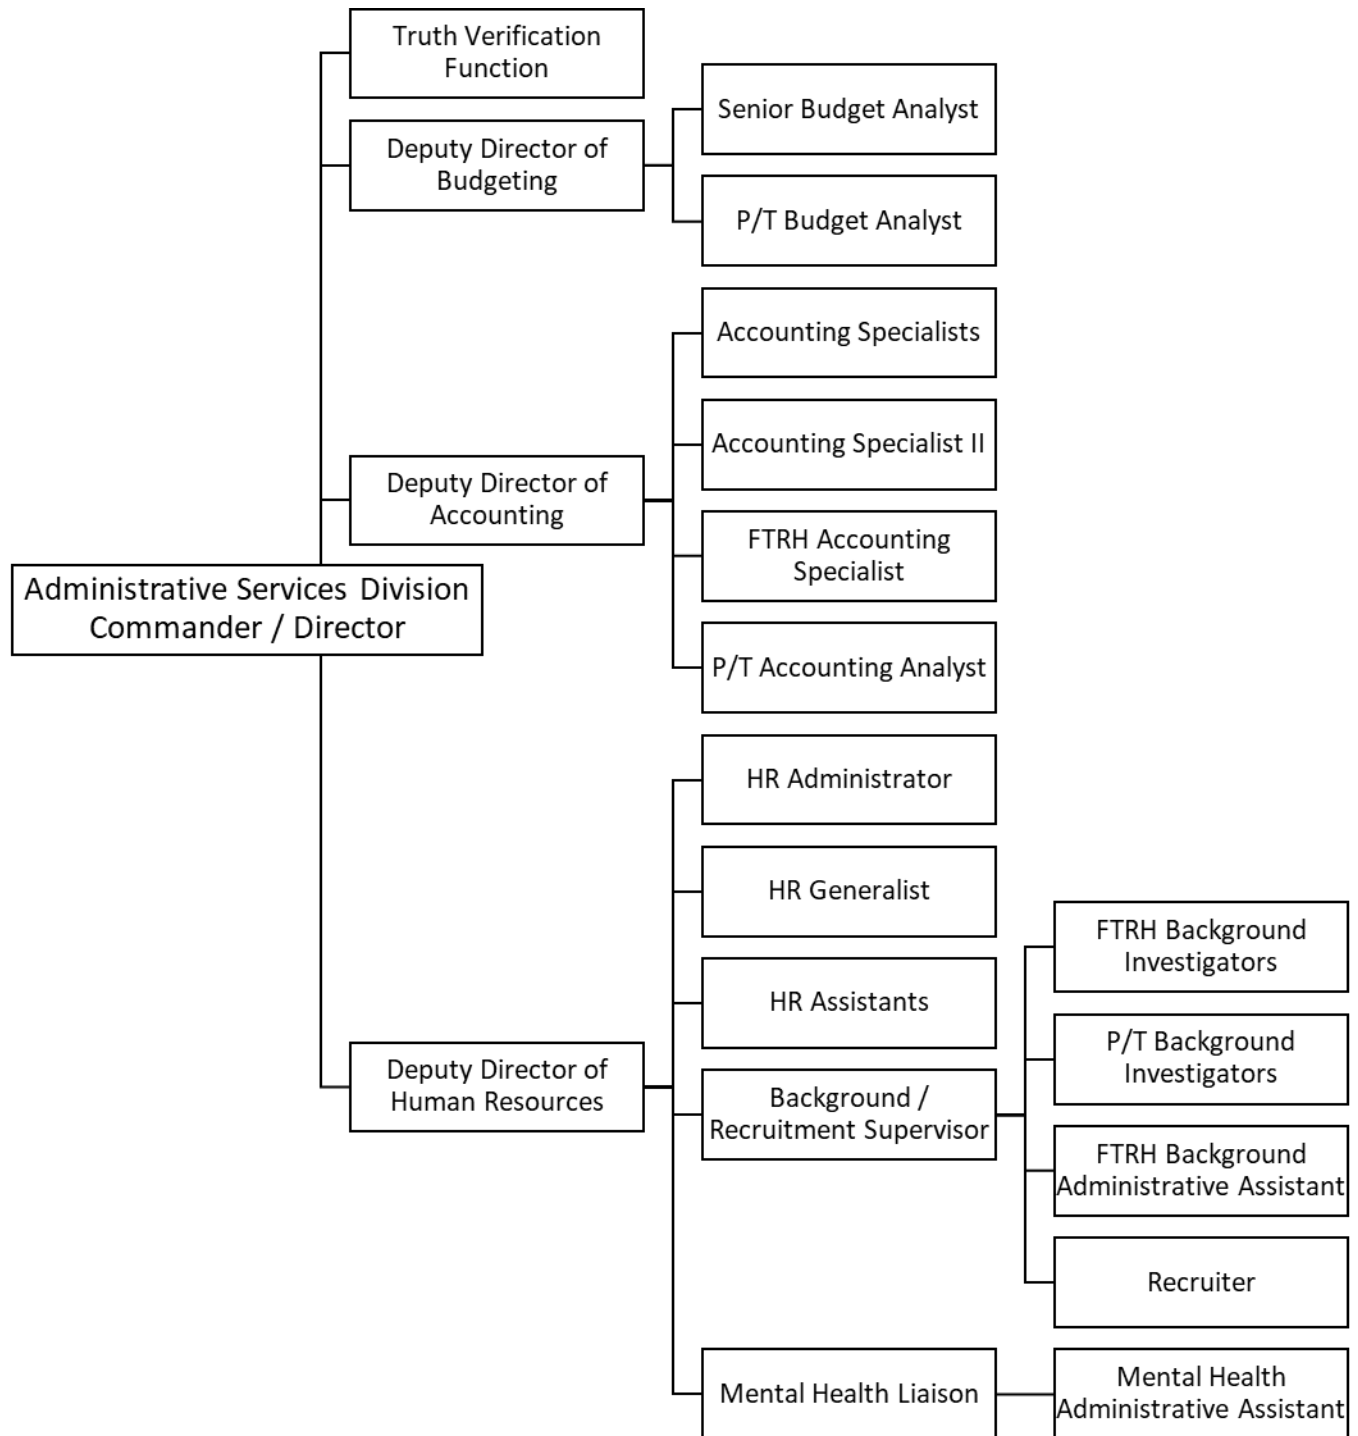 Truth Verification
Function
Senior Budget Analyst
Deputy Director of
Budgeting
P/T Budget Analyst
Accounting Specialists
Accounting Specialist II
Deputy Director of
Accounting
FTRH Accounting
Specialist
Administrative Services Division
Commander / Director
P/T Accounting Analyst
HR Administrator
HR Generalist
FTRH Background
Investigators
HR Assistants
P/T Background
Investigators
Deputy Director of
Human Resources
Background /
Recruitment Supervisor
FTRH Background
Administrative Assistant
Recruiter
Mental Health Liaison
Mental Health
Administrative Assistant